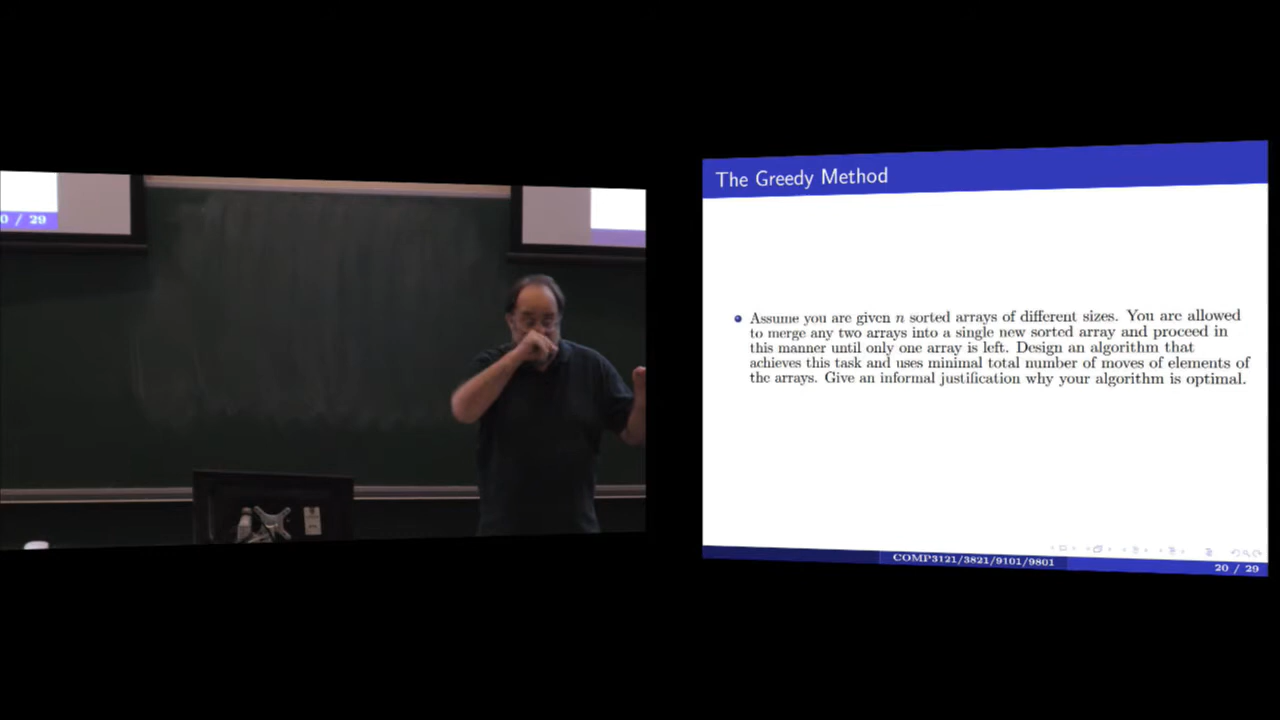 0 / 29
The Greedy Method
Assume you are given n sorted arrays of different sizes. You are allowed
to merge any two arrays into a single new sorted array and proceed in
this manner until only one array is left. Design an algorithm that
achieves this task and uses minimal total number of moves of elements of
the arrays. Give an informal justification why your algorithm is optimal.
COMP3121/3821/9101/9801
20 / 29